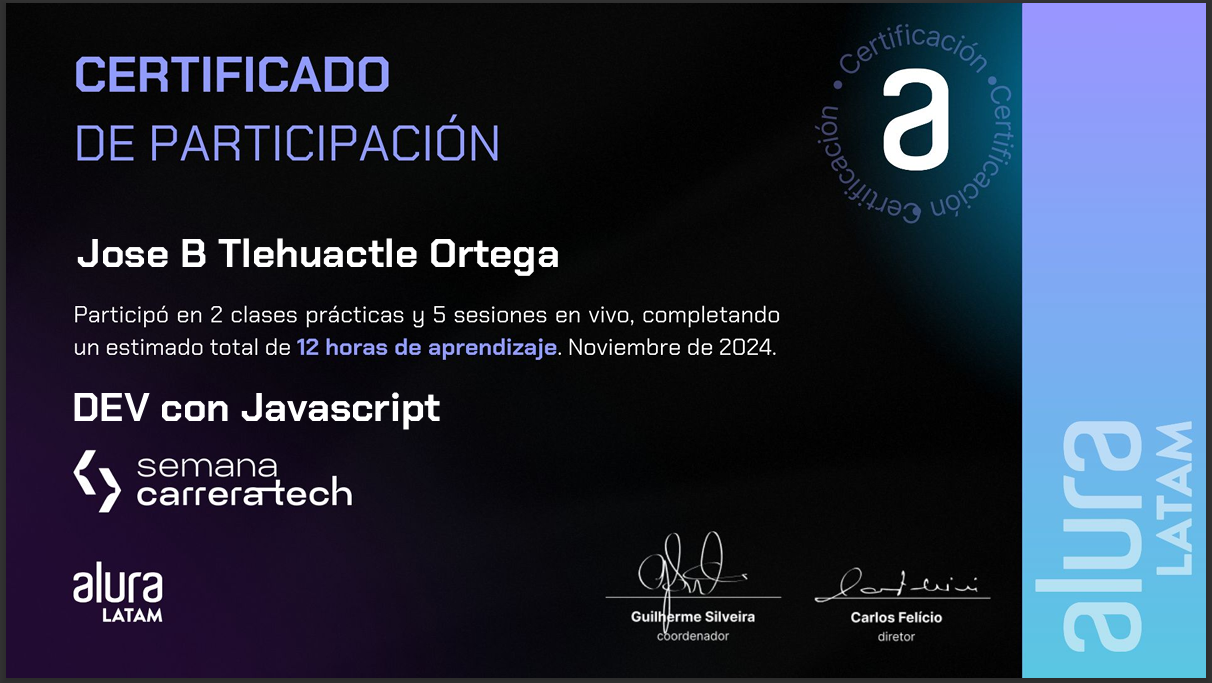 CERTIFICADO
DE PARTICIPACIÓN
• Certificación • Certificación • Certificación
a
Jose B Tlehuactle Ortega
Participó en 2 clases prácticas y 5 sesiones en vivo, completando
un estimado total de 12 horas de aprendizaje. Noviembre de 2024.
DEV con Javascript
semana
carrera tech
alura
LATAM
Guilherme Silveira
coordenador
Carlos Felício
diretor
alura
LATAM